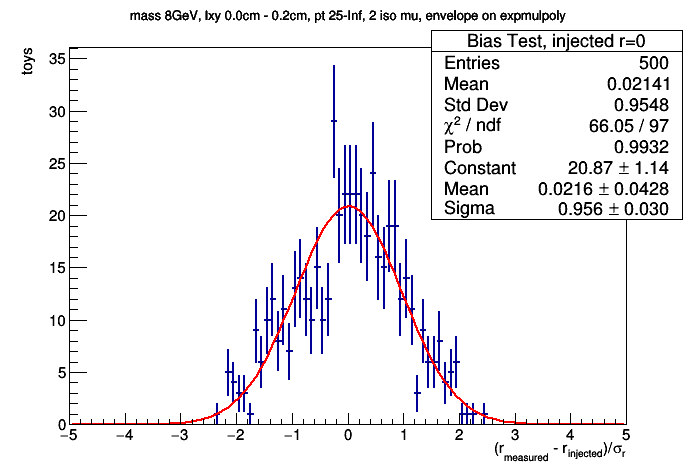 mass 8GeV, lxy 0.0cm - 0.2cm, pt 25-Inf, 2 iso mu, envelope on expmulpoly
Bias Test, injected r=0
Entries 500
Mean 0.02141
Std Dev 0.9548
χ² / ndf 66.05 / 97
Prob 0.9932
Constant 20.87 ± 1.14
Mean 0.0216 ± 0.0428
Sigma 0.956 ± 0.030
toys
35
30
25
20
15
10
5
0
−5 −4 −3 −2 −1 0 1 2 3 4 5
(r_measured - r_injected)/σ_r